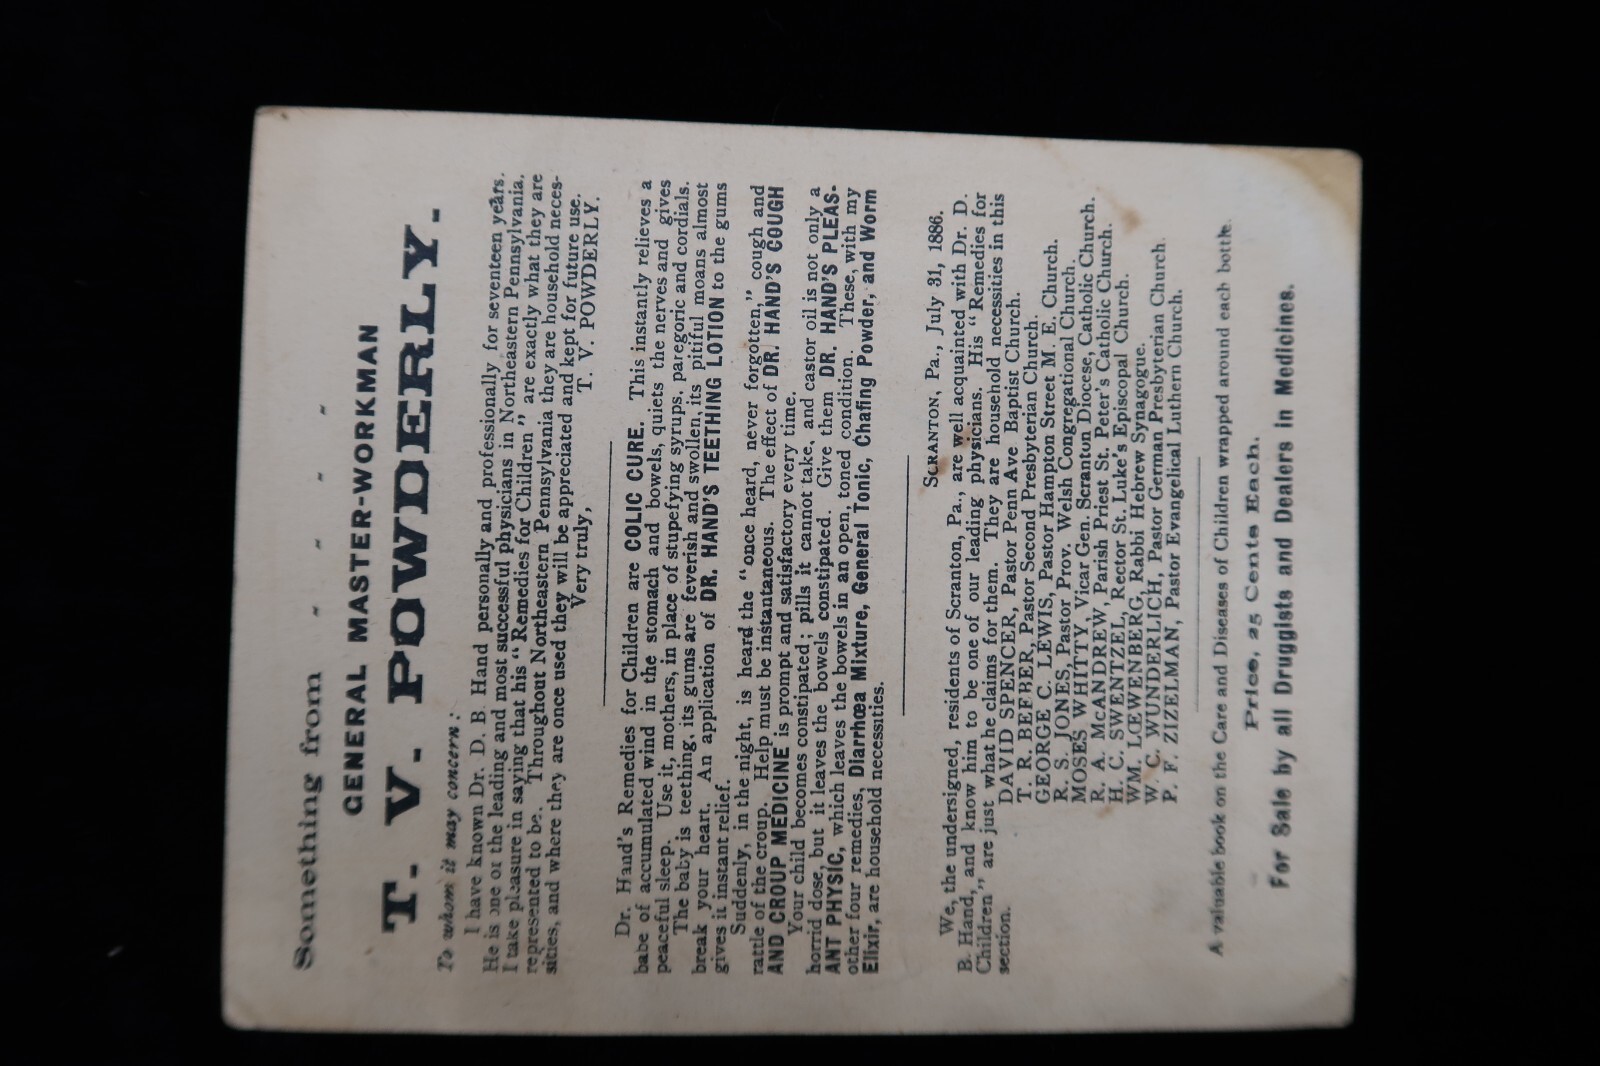 Something from
GENERAL MASTER-WORKMAN
T. V. POWDERLY.
To whom it may concern:
I have known Dr. D. B. Hand personally and professionally for seventeen years.
He is one of the leading and most successful physicians in Northeastern Pennsylvania.
I take pleasure in saying that his "Remedies for Children" are exactly what they are
represented to be. Throughout Northeastern Pennsylvania they are household neces-
sities, and where they are once used they will be appreciated and kept for future use.
Very truly, T. V. POWDERLY.
Dr. Hand's Remedies for Children are COLIC CURE. This instantly relieves a
babe of accumulated wind in the stomach and bowels, quiets the nerves and gives
peaceful sleep. Use it, mothers, in place of stupefying syrups, paregoric and cordials.
The baby is teething, its gums are feverish and swollen, its pitiful moans almost
break your heart. An application of DR. HAND'S TEETHING LOTION to the gums
gives it instant relief.
Suddenly, in the night, is heard the "once heard, never forgotten," cough and
rattle of the croup. Help must be instantaneous. The effect of DR. HAND'S COUGH
AND CROUP MEDICINE is prompt and satisfactory every time.
Your child becomes constipated; pills it cannot take, and castor oil is not only a
horrid dose, but it leaves the bowels constipated. Give them DR. HAND'S PLEAS-
ANT PHYSIC, which leaves the bowels in an open, toned condition. These, with my
other four remedies, Diarrhœa Mixture, General Tonic, Chafing Powder, and Worm
Elixir, are household necessities.
SCRANTON, Pa., July 31, 1886.
We, the undersigned, residents of Scranton, Pa., are well acquainted with Dr. D.
B. Hand, and know him to be one of our leading physicians. His "Remedies for
Children" are just what he claims for them. They are household necessities in this
section.
DAVID SPENCER, Pastor Penn Ave Baptist Church.
T. R. BEEBER, Pastor Second Presbyterian Church.
GEORGE C. LEWIS, Pastor Hampton Street M. E. Church.
R. S. JONES, Pastor Prov. Welsh Congregational Church.
MOSES WHITTY, Vicar Gen. Scranton Diocese, Catholic Church.
R. A. McANDREW, Parish Priest St. Peter's Catholic Church.
H. C. SWENTZEL, Rector St. Luke's Episcopal Church.
WM. LŒWENBERG, Rabbi Hebrew Synagogue.
W. C. WUNDERLICH, Pastor German Presbyterian Church.
P. F. ZIZELMAN, Pastor Evangelical Luthern Church.
A valuable book on the Care and Diseases of Children wrapped around each bottle.
Price, 25 Cents Each.
For Sale by all Druggists and Dealers in Medicines.